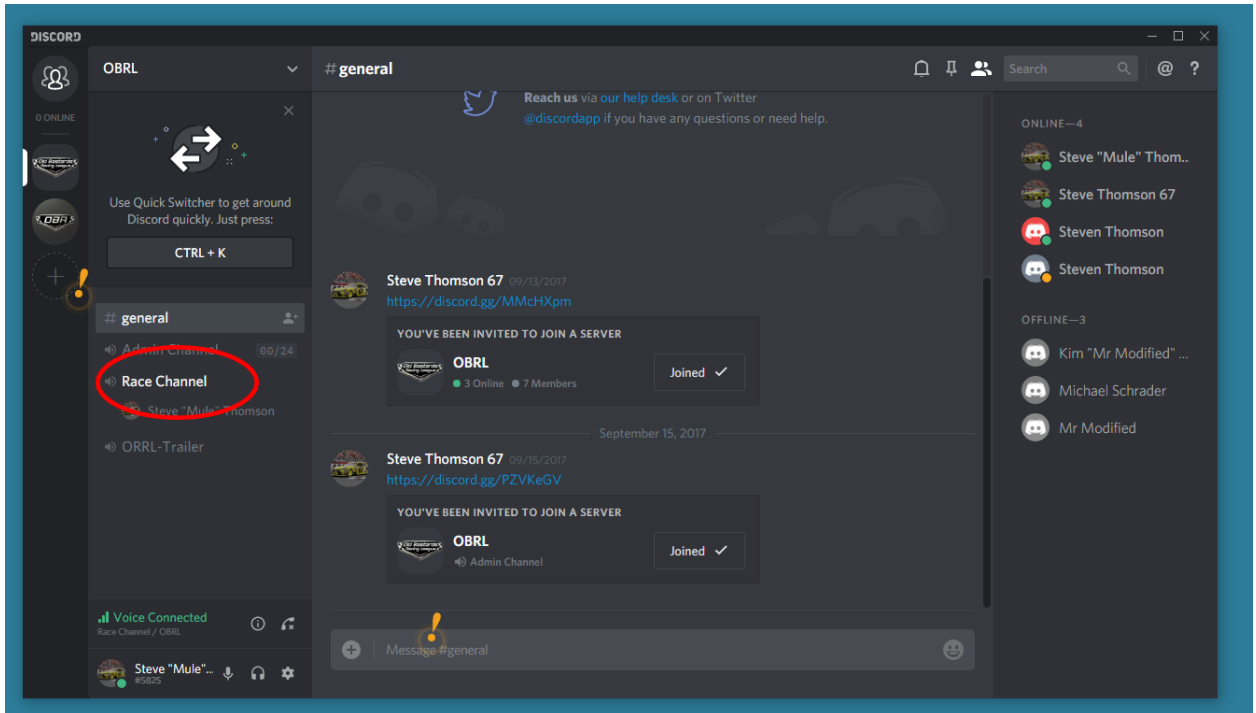 DISCORD
OBRL
# general
Search
@
?
0 ONLINE
OBR
Use Quick Switcher to get around
Discord quickly. Just press:
CTRL + K
# general
Admin Channel 00/24
Race Channel
Steve "Mule" Thomson
ORRL-Trailer
Voice Connected
Race Channel / OBRL
Steve "Mule"...
#5825
Reach us via our help desk or on Twitter
@discordapp if you have any questions or need help.
Steve Thomson 67 09/13/2017
https://discord.gg/MMcHXpm
YOU'VE BEEN INVITED TO JOIN A SERVER
OBRL
3 Online 7 Members
Joined
September 15, 2017
Steve Thomson 67 09/15/2017
https://discord.gg/PZVKeGV
YOU'VE BEEN INVITED TO JOIN A SERVER
OBRL
Admin Channel
Joined
Message #general
ONLINE—4
Steve "Mule" Thom..
Steve Thomson 67
Steven Thomson
Steven Thomson
OFFLINE—3
Kim "Mr Modified" ...
Michael Schrader
Mr Modified